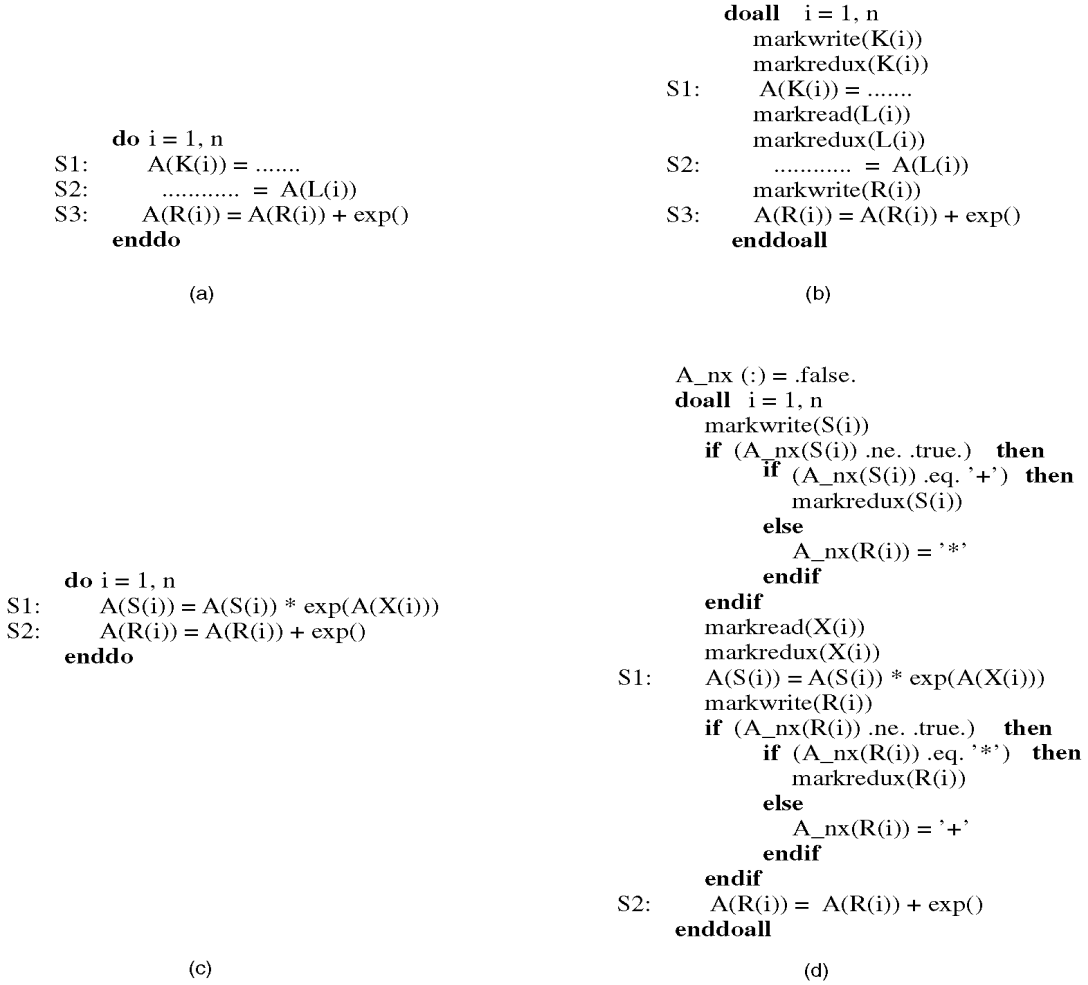 do i = 1, n
S1: A(K(i)) = .......
S2: ............ = A(L(i))
S3: A(R(i)) = A(R(i)) + exp()
enddo
(a)
doall i = 1, n
markwrite(K(i))
markredux(K(i))
S1: A(K(i)) = .......
markread(L(i))
markredux(L(i))
S2: ............ = A(L(i))
markwrite(R(i))
S3: A(R(i)) = A(R(i)) + exp()
enddoall
(b)
do i = 1, n
S1: A(S(i)) = A(S(i)) * exp(A(X(i)))
S2: A(R(i)) = A(R(i)) + exp()
enddo
(c)
A_nx (:) = .false.
doall i = 1, n
markwrite(S(i))
if (A_nx(S(i)) .ne. .true.) then
if (A_nx(S(i)) .eq. '+') then
markredux(S(i))
else
A_nx(R(i)) = '*'
endif
endif
markread(X(i))
markredux(X(i))
S1: A(S(i)) = A(S(i)) * exp(A(X(i)))
markwrite(R(i))
if (A_nx(R(i)) .ne. .true.) then
if (A_nx(R(i)) .eq. '*') then
markredux(R(i))
else
A_nx(R(i)) = '+'
endif
endif
S2: A(R(i)) = A(R(i)) + exp()
enddoall
(d)